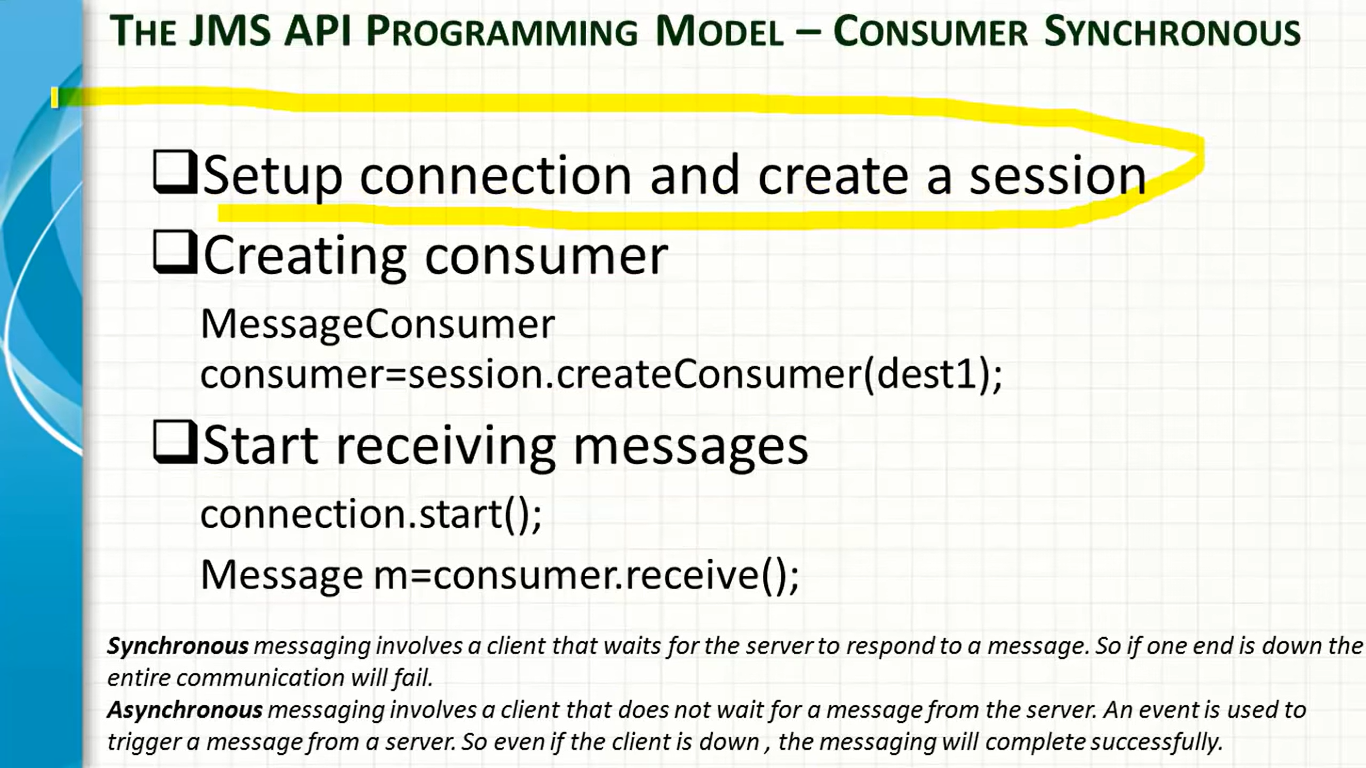 THE JMS API PROGRAMMING MODEL – CONSUMER SYNCHRONOUS
❑Setup connection and create a session
❑Creating consumer
MessageConsumer
consumer=session.createConsumer(dest1);
❑Start receiving messages
connection.start();
Message m=consumer.receive();
Synchronous messaging involves a client that waits for the server to respond to a message. So if one end is down the
entire communication will fail.
Asynchronous messaging involves a client that does not wait for a message from the server. An event is used to
trigger a message from a server. So even if the client is down , the messaging will complete successfully.